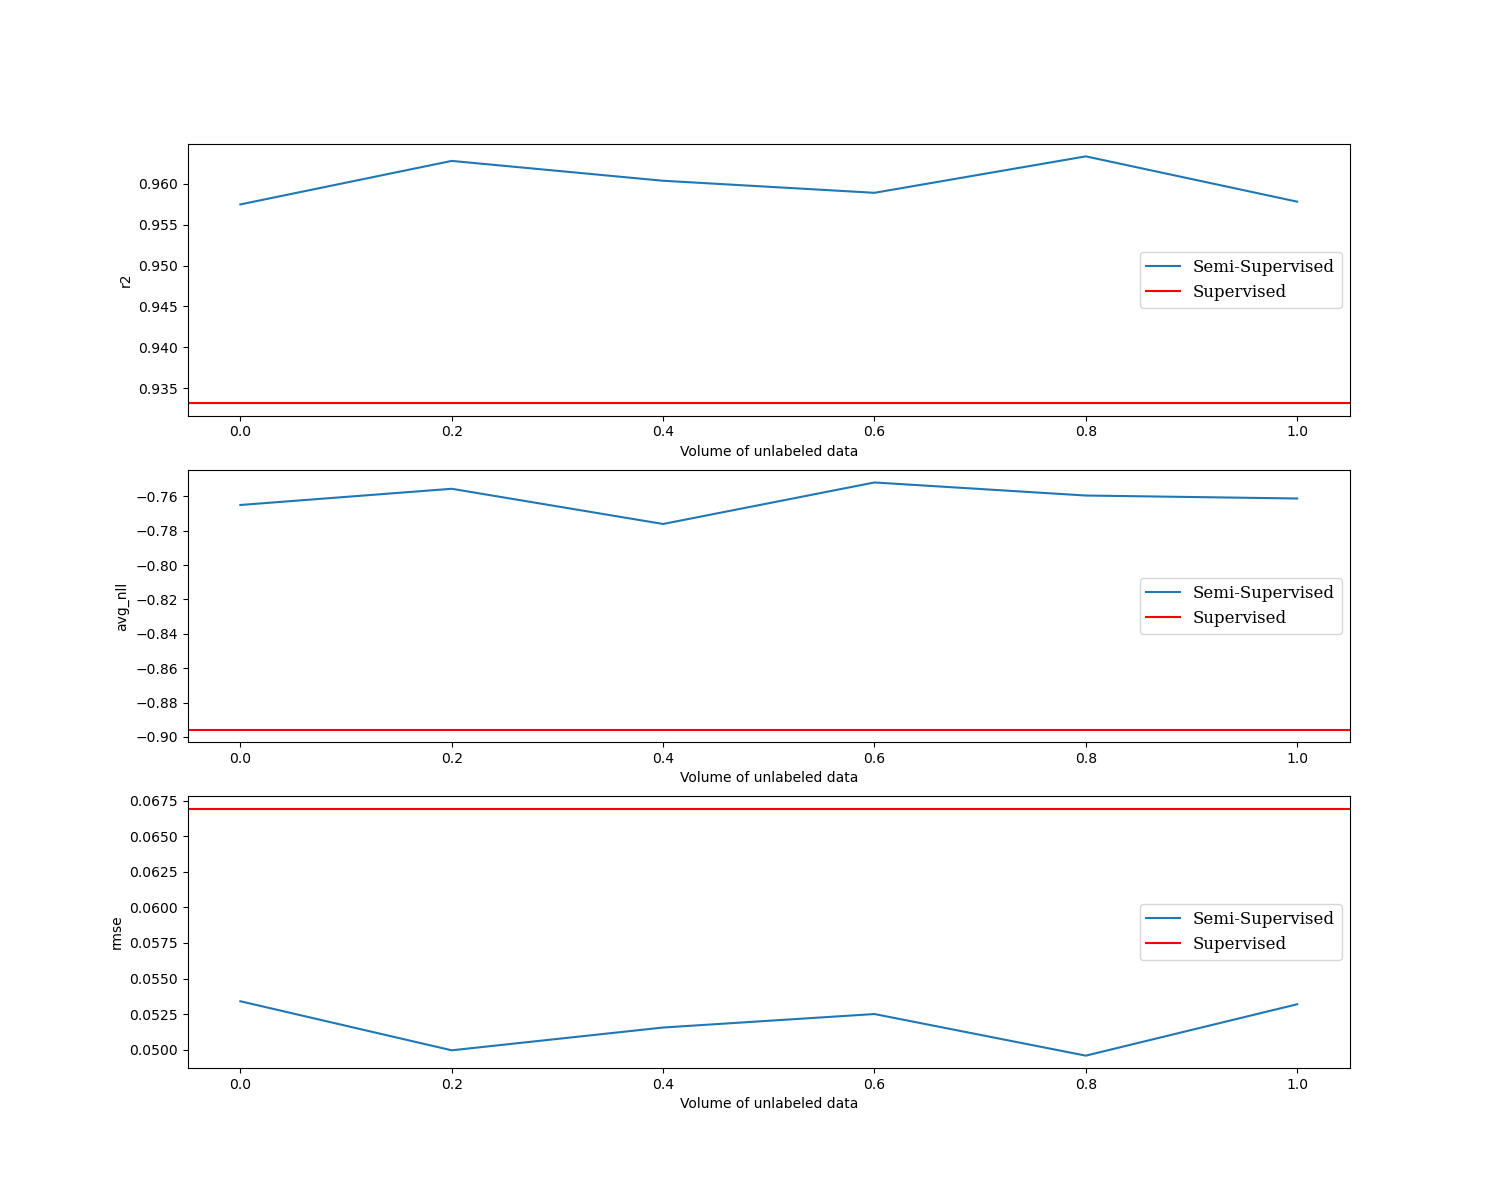 0.960
0.955
0.950
0.945
0.940
0.935
r2
Semi-Supervised
Supervised
0.0 0.2 0.4 0.6 0.8 1.0
Volume of unlabeled data
−0.76
−0.78
−0.80
−0.82
−0.84
−0.86
−0.88
−0.90
avg_nll
Semi-Supervised
Supervised
0.0 0.2 0.4 0.6 0.8 1.0
Volume of unlabeled data
0.0675
0.0650
0.0625
0.0600
0.0575
0.0550
0.0525
0.0500
rmse
Semi-Supervised
Supervised
0.0 0.2 0.4 0.6 0.8 1.0
Volume of unlabeled data